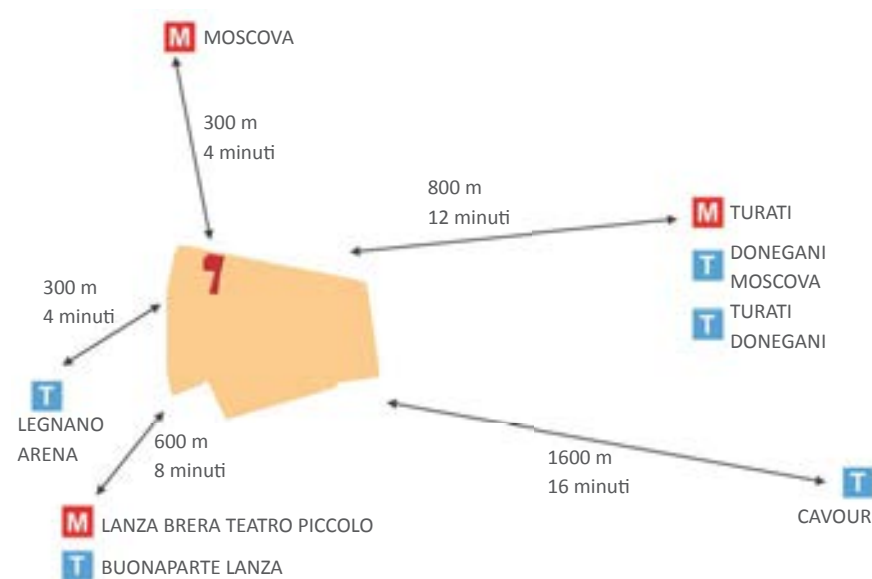 M MOSCOVA
300 m
4 minuti
800 m
12 minuti
M TURATI
T DONEGANI
MOSCOVA
T TURATI
DONEGANI
300 m
4 minuti
T
LEGNANO
ARENA
600 m
8 minuti
M LANZA BRERA TEATRO PICCOLO
T BUONAPARTE LANZA
1600 m
16 minuti
T
CAVOUR